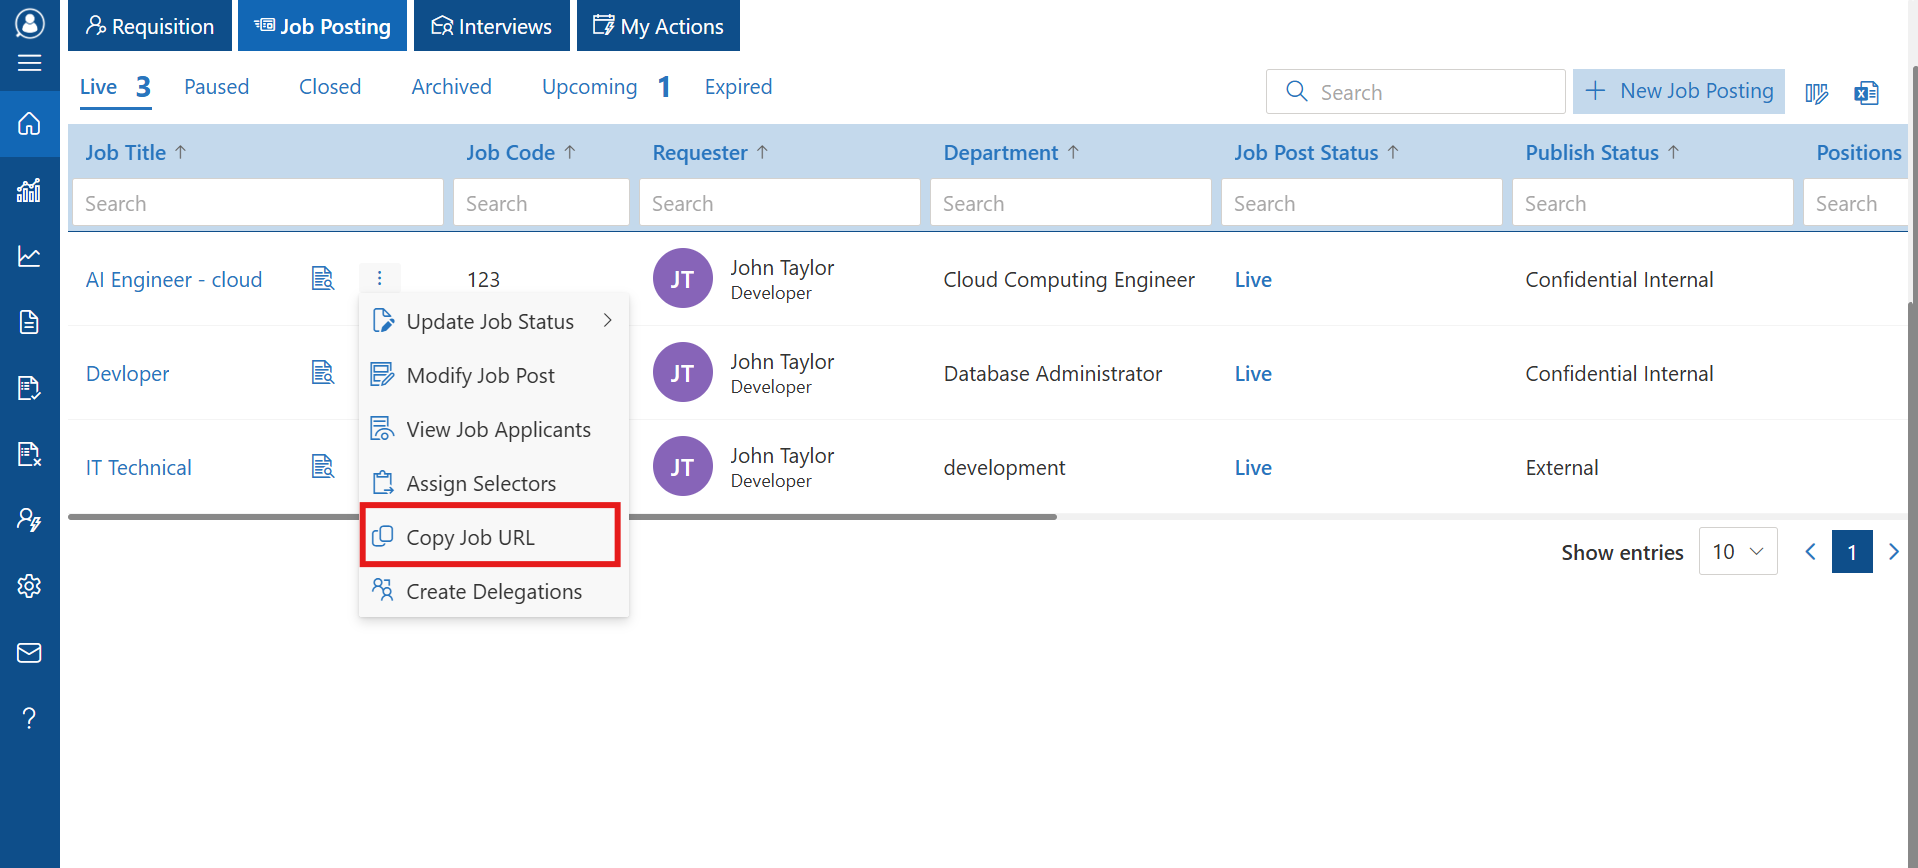 Requisition Job Posting Interviews My Actions
Live 3 Paused Closed Archived Upcoming 1 Expired Search New Job Posting
Job Title Job Code Requester Department Job Post Status Publish Status Positions
Search Search Search Search Search Search Search
AI Engineer - cloud 123 JT John Taylor Cloud Computing Engineer Live Confidential Internal
Developer
Update Job Status
Devloper Modify Job Post JT John Taylor Database Administrator Live Confidential Internal
Developer
View Job Applicants
IT Technical JT John Taylor development Live External
Developer
Assign Selectors
Copy Job URL
Show entries 10 1
Create Delegations
?